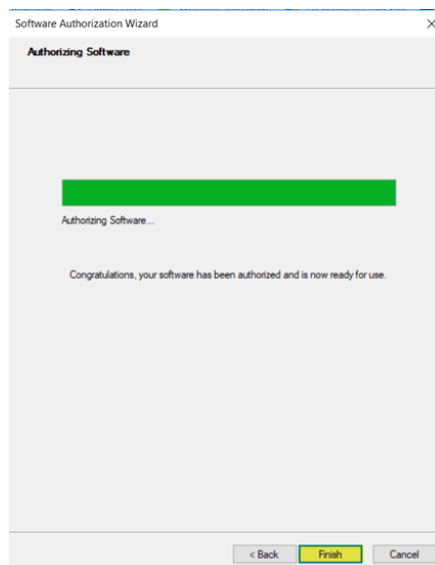 Software Authorization Wizard
Authorizing Software
Authorizing Software...
Congratulations, your software has been authorized and is now ready for use.
< Back Finish Cancel